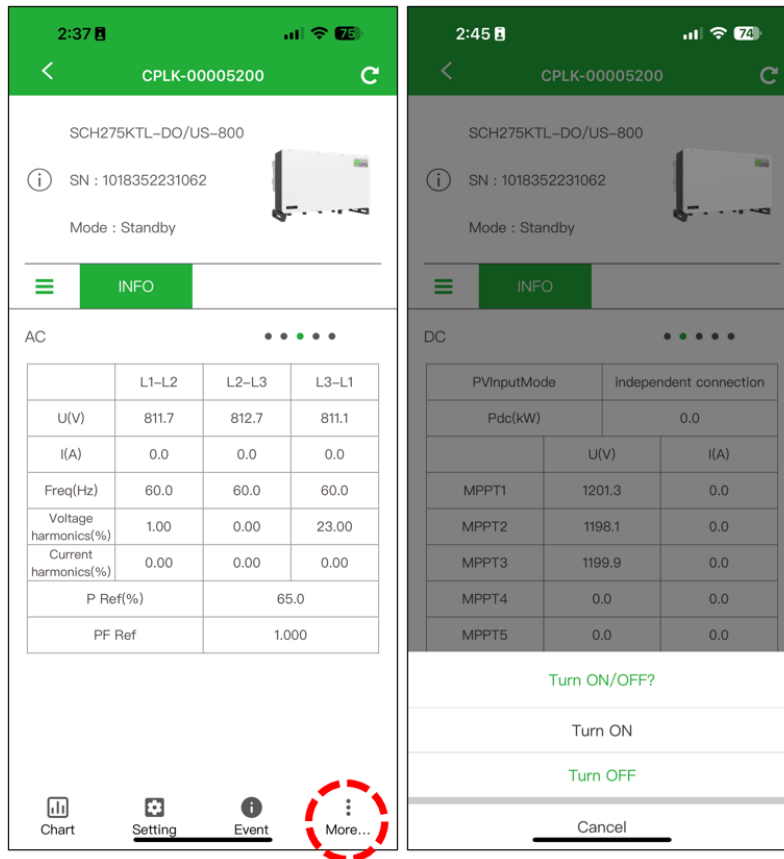 2:37
75
CPLK-00005200
SCH275KTL-DO/US-800
SN : 1018352231062
Mode : Standby
INFO
AC
L1-L2 L2-L3 L3-L1
U(V) 811.7 812.7 811.1
I(A) 0.0 0.0 0.0
Freq(Hz) 60.0 60.0 60.0
Voltage
harmonics(%) 1.00 0.00 23.00
Current
harmonics(%) 0.00 0.00 0.00
P Ref(%) 65.0
PF Ref 1.000
Chart Setting Event More...
2:45
74
CPLK-00005200
SCH275KTL-DO/US-800
SN : 1018352231062
Mode : Standby
INFO
DC
PVInputMode independent connection
Pdc(kW) 0.0
U(V) I(A)
MPPT1 1201.3 0.0
MPPT2 1198.1 0.0
MPPT3 1199.9 0.0
MPPT4 0.0 0.0
MPPT5 0.0 0.0
Turn ON/OFF?
Turn ON
Turn OFF
Cancel